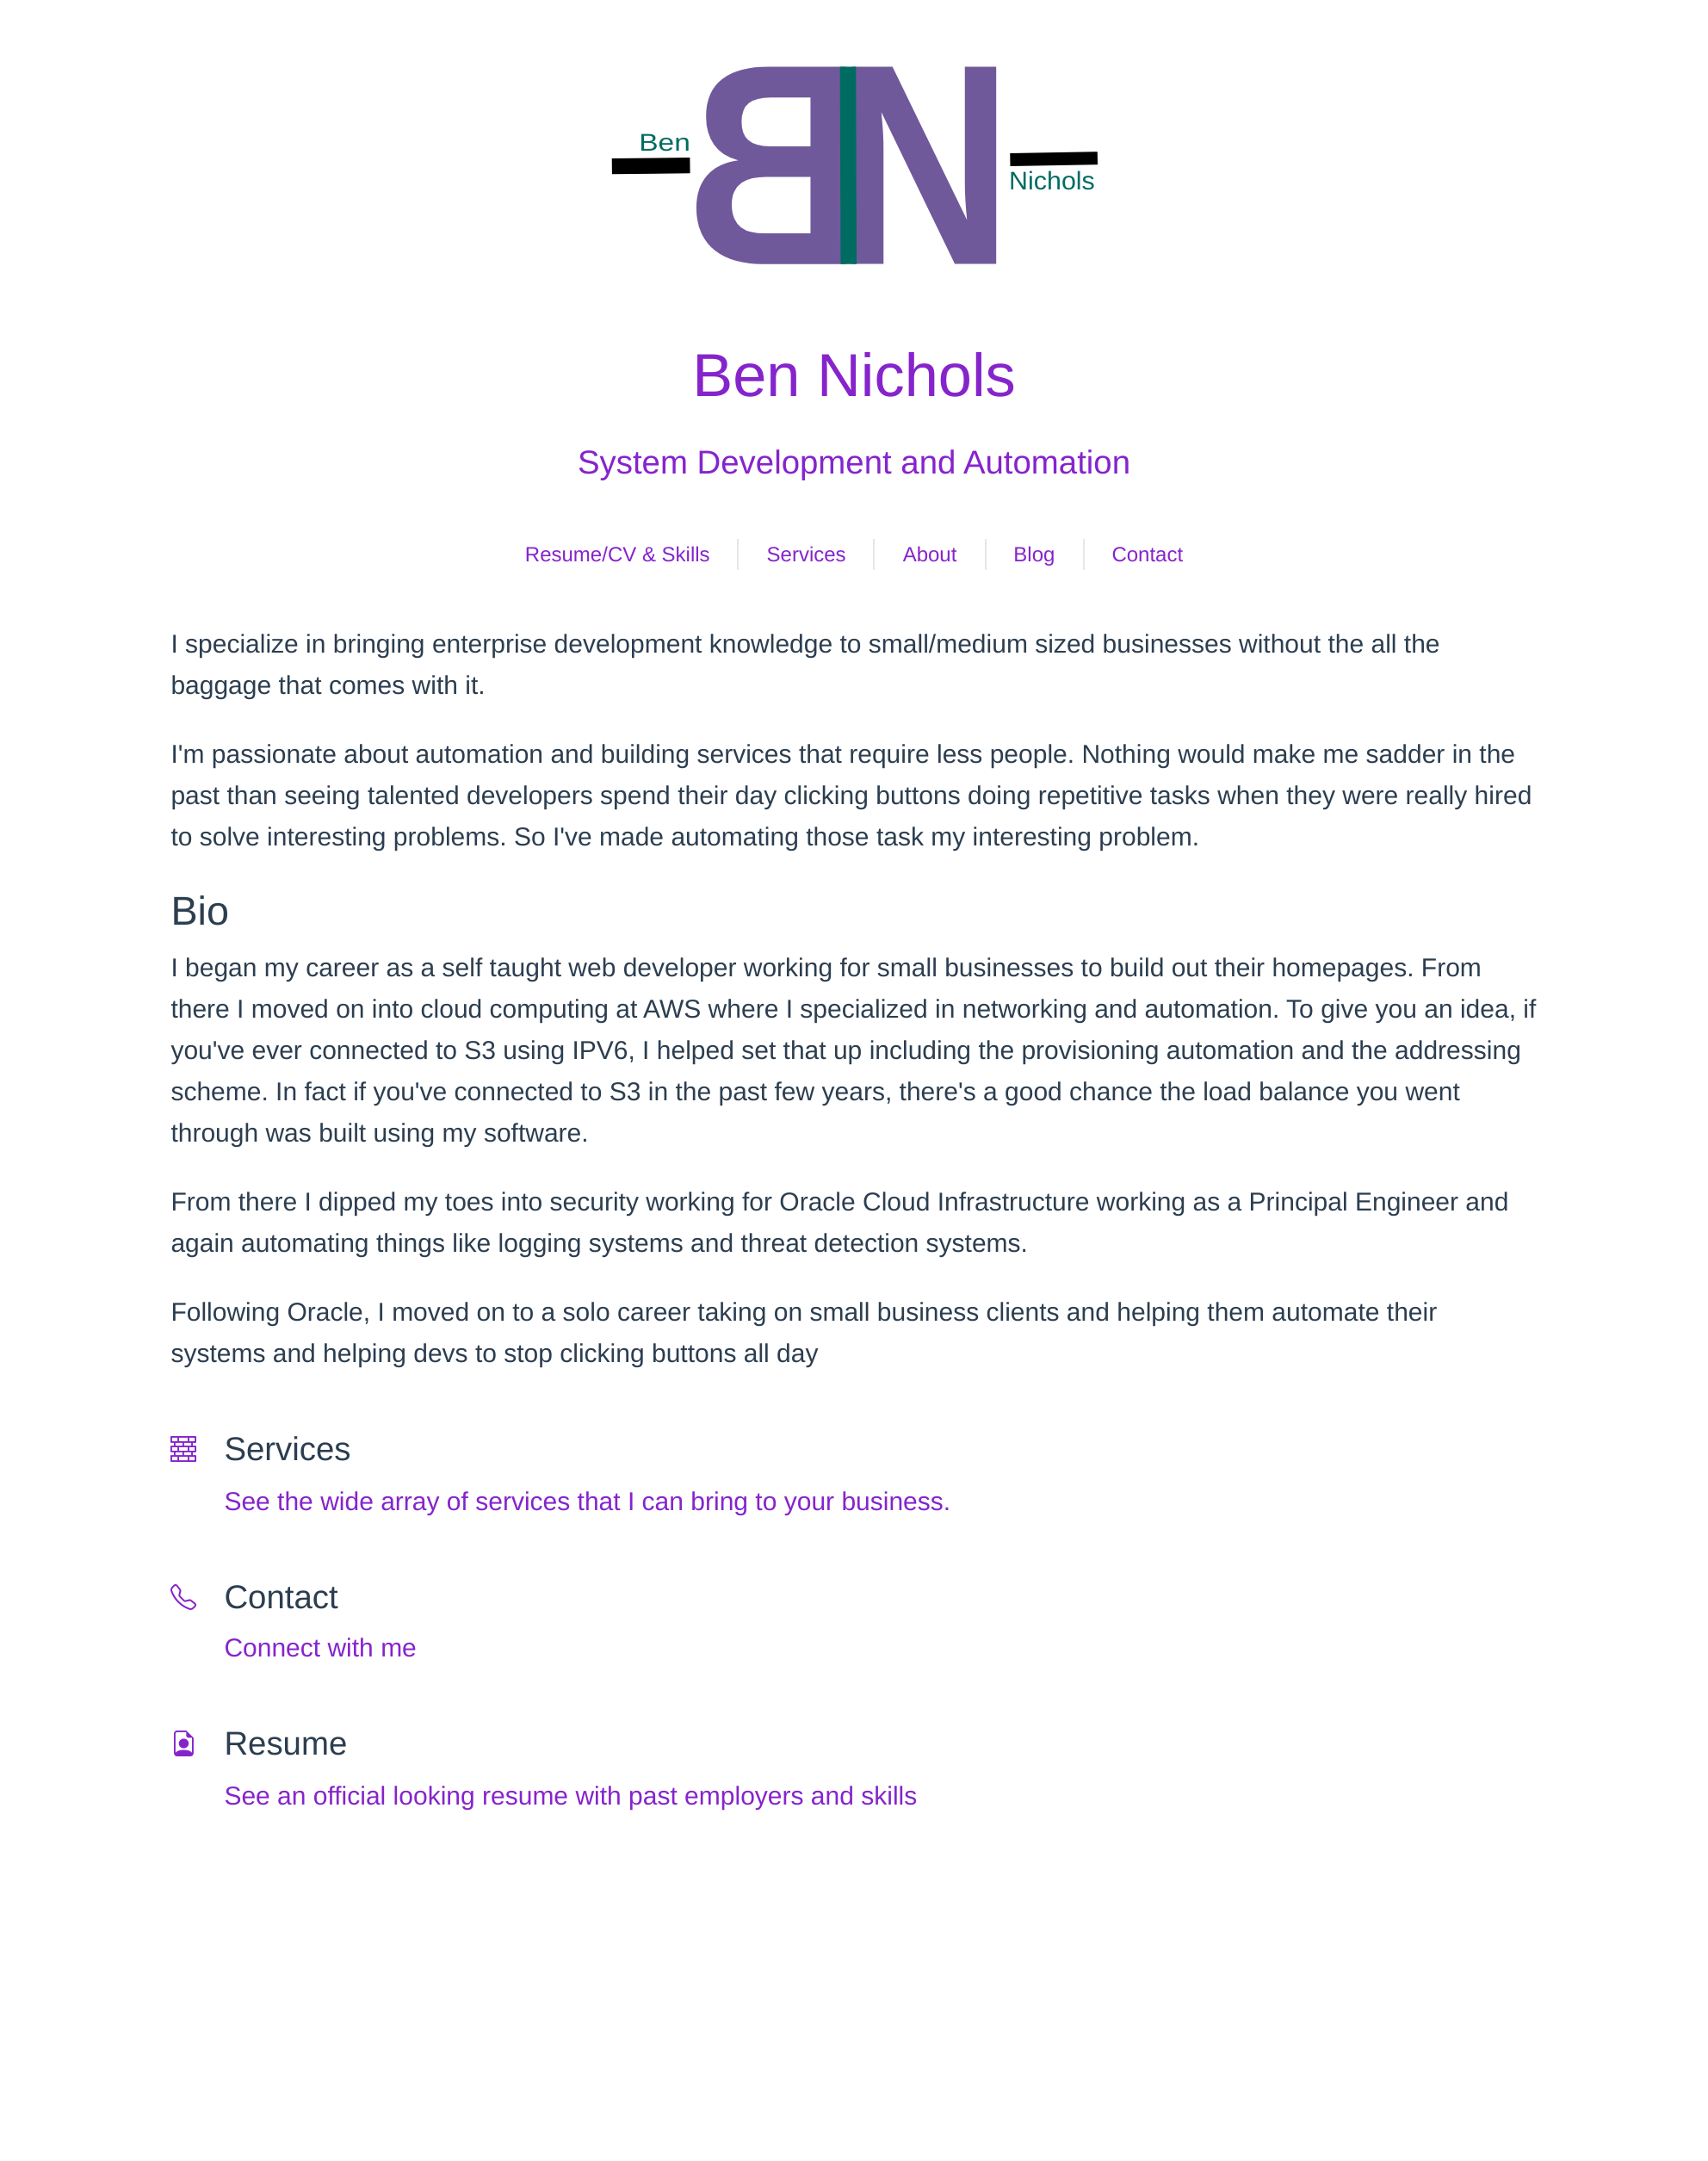 Ben
BN
Nichols
Ben Nichols
System Development and Automation
Resume/CV & Skills Services About Blog Contact
I specialize in bringing enterprise development knowledge to small/medium sized businesses without the all the
baggage that comes with it.
I'm passionate about automation and building services that require less people. Nothing would make me sadder in the
past than seeing talented developers spend their day clicking buttons doing repetitive tasks when they were really hired
to solve interesting problems. So I've made automating those task my interesting problem.
Bio
I began my career as a self taught web developer working for small businesses to build out their homepages. From
there I moved on into cloud computing at AWS where I specialized in networking and automation. To give you an idea, if
you've ever connected to S3 using IPV6, I helped set that up including the provisioning automation and the addressing
scheme. In fact if you've connected to S3 in the past few years, there's a good chance the load balance you went
through was built using my software.
From there I dipped my toes into security working for Oracle Cloud Infrastructure working as a Principal Engineer and
again automating things like logging systems and threat detection systems.
Following Oracle, I moved on to a solo career taking on small business clients and helping them automate their
systems and helping devs to stop clicking buttons all day
Services
See the wide array of services that I can bring to your business.
Contact
Connect with me
Resume
See an official looking resume with past employers and skills